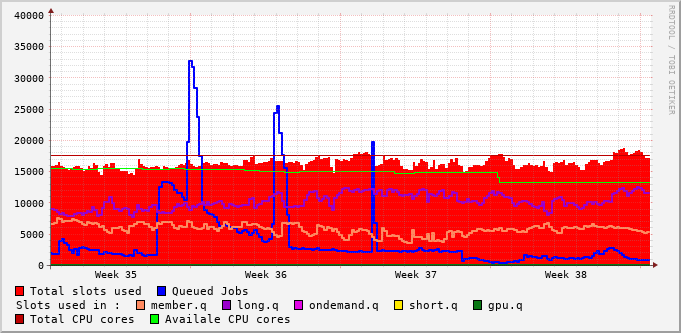 40000
35000
30000
25000
20000
15000
10000
5000
0
Week 35 Week 36 Week 37 Week 38
RRDTOOL / TOBI OETIKER
Total slots used Queued Jobs
Slots used in : member.q long.q ondemand.q short.q gpu.q
Total CPU cores Availale CPU cores